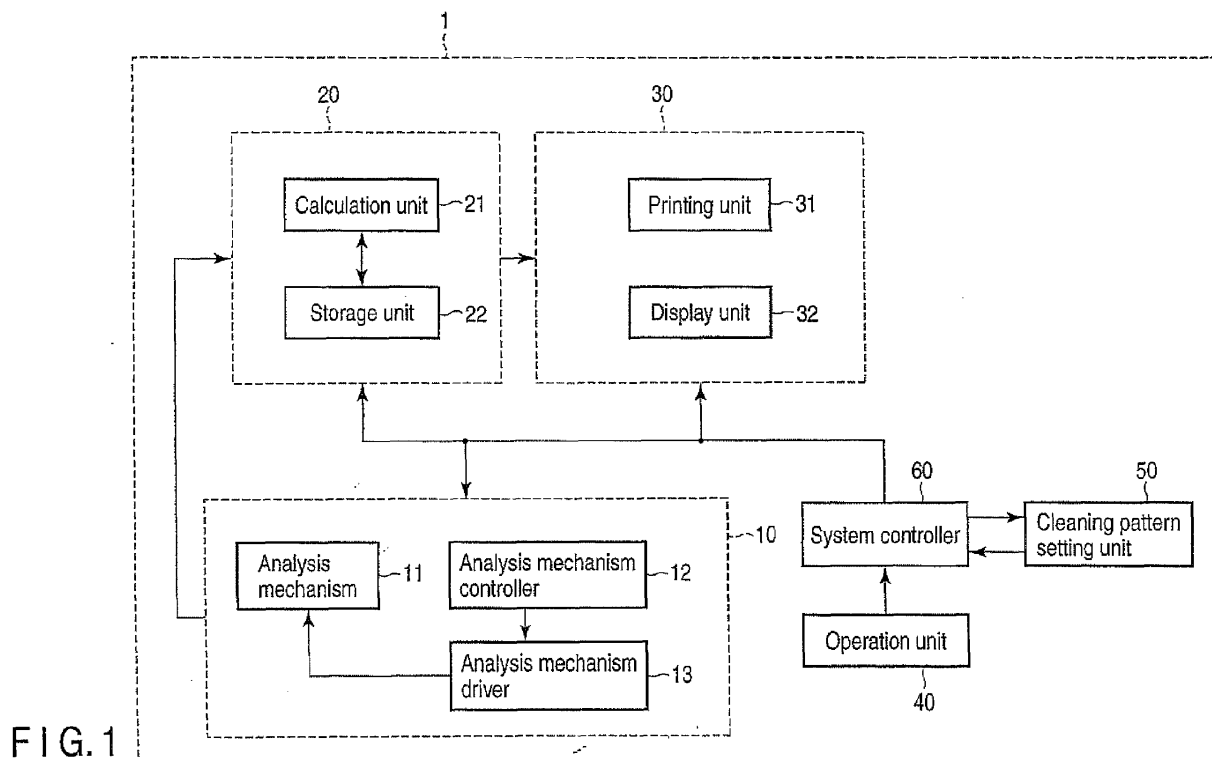 1
20
30
Calculation unit
21
Printing unit
31
Storage unit
22
Display unit
32
60
50
System controller
Cleaning pattern
setting unit
10
Analysis
mechanism
11
Analysis mechanism
controller
12
Operation unit
40
Analysis mechanism
driver
13
FIG.1